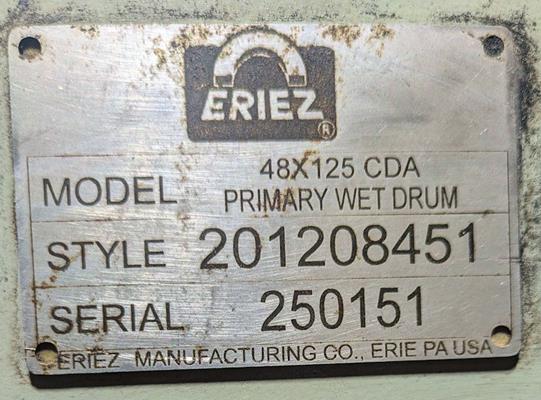 ERIEZ ®
48X125 CDA
MODEL PRIMARY WET DRUM
STYLE 201208451
SERIAL 250151
ERIEZ MANUFACTURING CO., ERIE PA USA